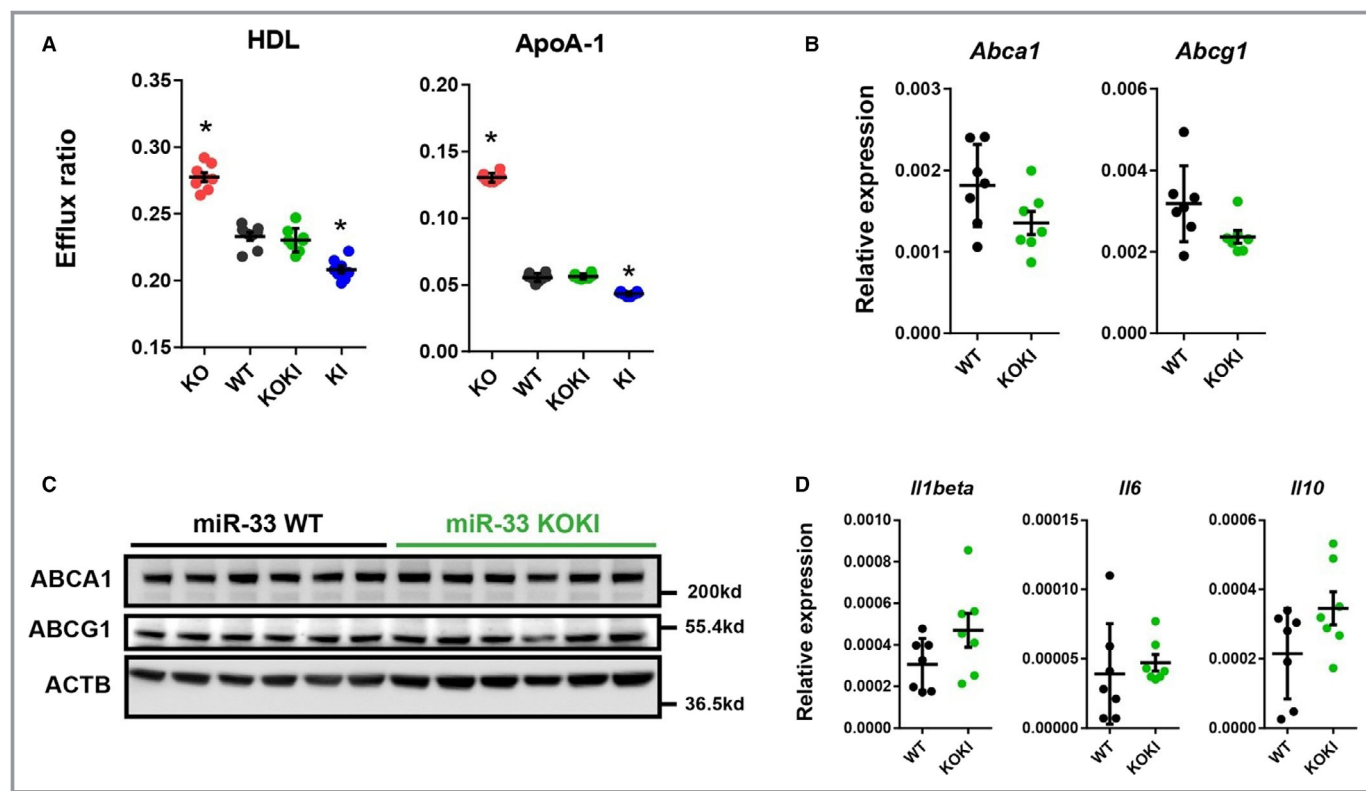 A
HDL
ApoA-1
Efflux ratio
0.35
0.30
0.25
0.20
0.15
*
*
KO
WT
KOKI
KI
0.20
0.15
0.10
0.05
0.00
*
*
KO
WT
KOKI
KI
B
Abca1
Abcg1
Relative expression
0.003
0.002
0.001
0.000
WT
KOKI
0.006
0.004
0.002
0.000
WT
KOKI
C
miR-33 WT
miR-33 KOKI
ABCA1
200kd
ABCG1
55.4kd
ACTB
36.5kd
D
Il1beta
Il6
Il10
Relative expression
0.0010
0.0008
0.0006
0.0004
0.0002
0.0000
WT
KOKI
0.00015
0.00010
0.00005
0.00000
WT
KOKI
0.0006
0.0004
0.0002
0.0000
WT
KOKI